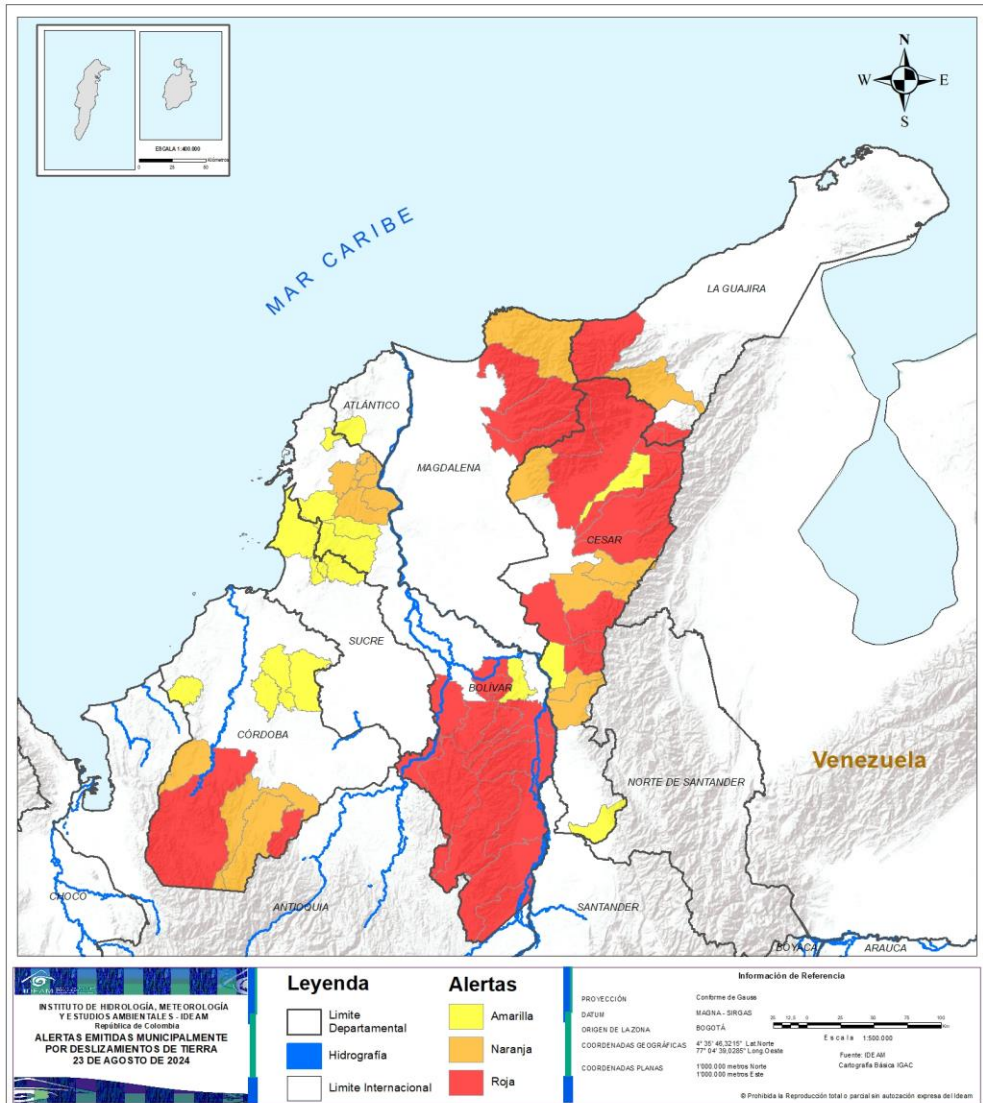 N
W
E
S
ESCALA 1:400.000
Kilómetros
MAR CARIBE
LA GUAJIRA
ATLÁNTICO
MAGDALENA
CESAR
SUCRE
BOLÍVAR
CÓRDOBA
NORTE DE SANTANDER
Venezuela
CHOCO
ANTIOQUIA
SANTANDER
BOYACA
ARAUCA
IDEAM
INSTITUTO DE HIDROLOGÍA, METEOROLOGÍA
Y ESTUDIOS AMBIENTALES - IDEAM
República de Colombia
ALERTAS EMITIDAS MUNICIPALMENTE
POR DESLIZAMIENTOS DE TIERRA
23 DE AGOSTO DE 2024
Leyenda
Limite
Departamental
Hidrografía
Limite Internacional
Alertas
Amarilla
Naranja
Roja
Información de Referencia
PROYECCIÓN Conforme de Gauss
DATUM MAGNA - SIRGAS
ORIGEN DE LA ZONA BOGOTÁ
COORDENADAS GEOGRÁFICAS 4° 35' 46,3215" Lat.Norte
77° 04' 39,0285" Long.Oeste
COORDENADAS PLANAS 1'000.000 metros Norte
1'000.000 metros Este
Escala 1:500.000
Fuente: IDEAM
Cartografía Básica IGAC
© Prohibida la Reproducción total o parcial sin autozación expresa del Ideam